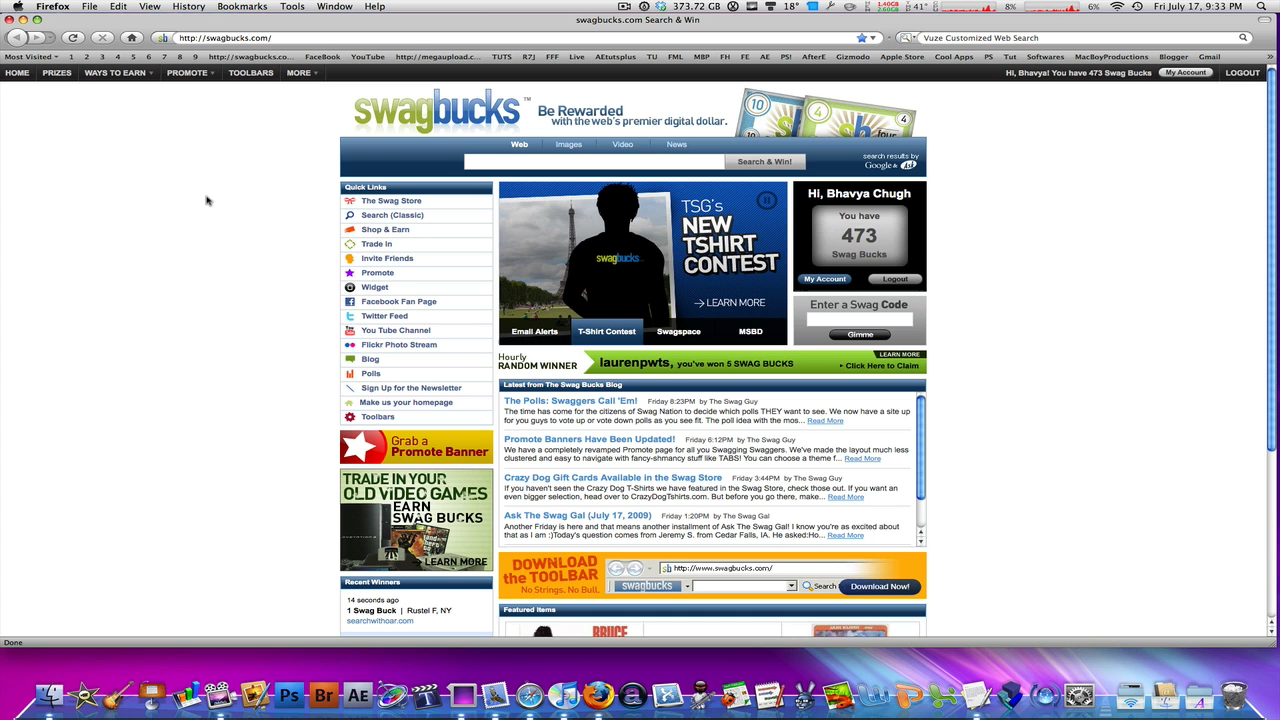 Firefox File Edit View History Bookmarks Tools Window Help 373.72 GB 18° 1.40GB 2.60GB 41° 8% 6% Fri July 17, 9:33 PM
swagbucks.com Search & Win
http://swagbucks.com/ Vuze Customized Web Search
Most Visited 1 2 3 4 5 6 7 8 9 http://swagbucks.co... FaceBook YouTube http://megaupload.c... TUTS R7J FFF Live AEtutsplus TU FML MBP FH FE AE PS! AfterE Gizmodo Apple Store Cool Apps PS Tut Softwares MacBoyProductions Blogger Gmail
HOME PRIZES WAYS TO EARN PROMOTE TOOLBARS MORE Hi, Bhavya! You have 473 Swag Bucks My Account LOGOUT
swagbucks™ Be Rewarded
with the web's premier digital dollar.
10 4 4
10 sb four
Web Images Video News
Search & Win!
search results by
Google & Ask
Quick Links
The Swag Store
Search (Classic)
Shop & Earn
Trade In
Invite Friends
Promote
Widget
Facebook Fan Page
Twitter Feed
You Tube Channel
Flickr Photo Stream
Blog
Polls
Sign Up for the Newsletter
Make us your homepage
Toolbars
Grab a
Promote Banner
TRADE IN YOUR
OLD VIDEO GAMES
EARN
SWAG BUCKS
LEARN MORE
Recent Winners
14 seconds ago
1 Swag Buck | Rustel F, NY
searchwithoar.com
swagbucks
TSG's
NEW
TSHIRT
CONTEST
LEARN MORE
Email Alerts T-Shirt Contest Swagspace MSBD
Hi, Bhavya Chugh
You have
473
Swag Bucks
My Account Logout
Enter a Swag Code
Gimme
Hourly
RANDOM WINNER
laurenpwts, you've won 5 SWAG BUCKS
LEARN MORE
Click Here to Claim
Latest from The Swag Bucks Blog
The Polls: Swaggers Call 'Em! Friday 8:23PM by The Swag Guy
The time has come for the citizens of Swag Nation to decide which polls THEY want to see. We now have a site up
for you guys to vote up or vote down polls as you see fit. The poll idea with the mos... Read More
Promote Banners Have Been Updated! Friday 6:12PM by The Swag Guy
We have a completely revamped Promote page for all you Swagging Swaggers. We've made the layout much less
clustered and easy to navigate with fancy-shmancy stuff like TABS! You can choose a theme f... Read More
Crazy Dog Gift Cards Available in the Swag Store Friday 3:44PM by The Swag Guy
If you haven't seen the Crazy Dog T-Shirts we have featured in the Swag Store, check those out. If you want an
even bigger selection, head over to CrazyDogTshirts.com. But before you go there, make... Read More
Ask The Swag Gal (July 17, 2009) Friday 1:20PM by The Swag Gal
Another Friday is here and that means another installment of Ask The Swag Gal! I know you're as excited about
that as I am :)Today's question comes from Jeremy S. from Cedar Falls, IA. He asked:Ho... Read More
DOWNLOAD
the TOOLBAR
No Strings. No Bull.
sb http://www.swagbucks.com/
swagbucks Search
Download Now!
Featured Items
BRUCE
Done
Ps Br AE